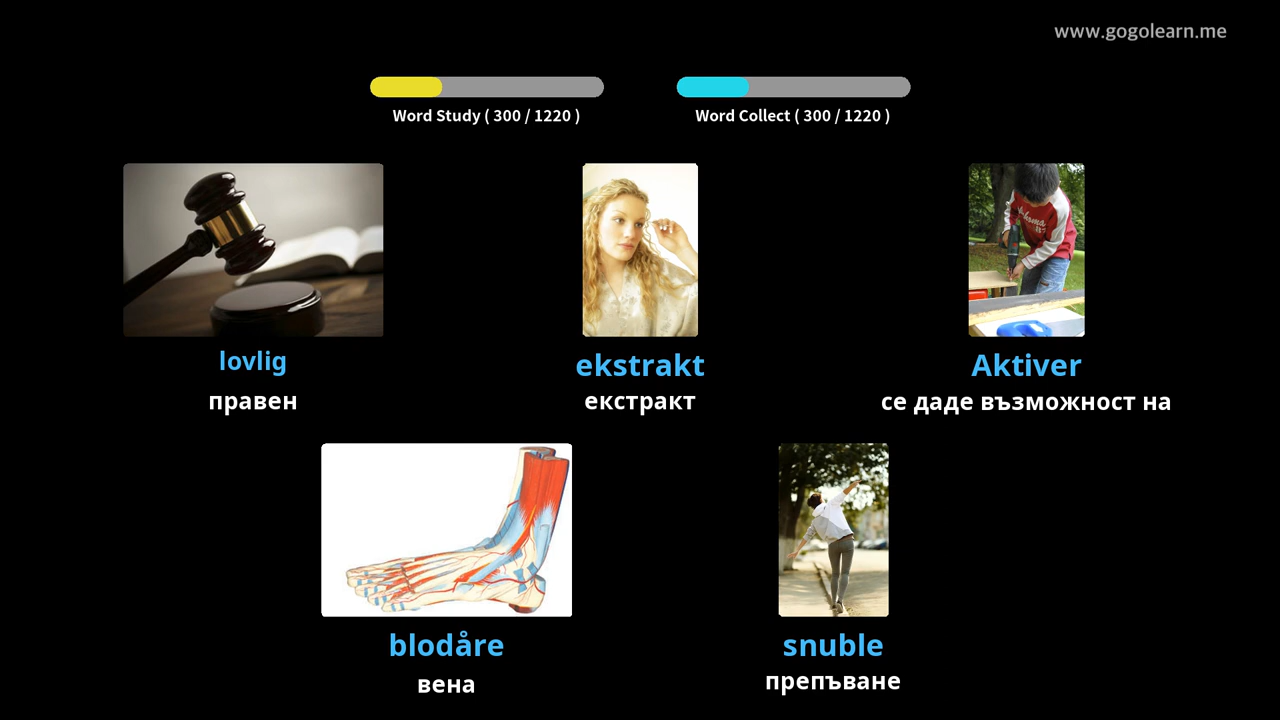 www.gogolearn.me
Word Study ( 300 / 1220 )
Word Collect ( 300 / 1220 )
lovlig
правен
ekstrakt
екстракт
Aktiver
се даде възможност на
blodåre
вена
snuble
препъване